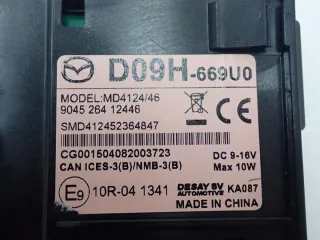 D09H-669U0
MODEL:MD4124/46
9045 264 12446
SMD412452364847
CG001504082003723
CAN ICES-3(B)/NMB-3(B)
DC 9-16V
Max 10W
E9 10R-04 1341
DESAY SV
AUTOMOTIVE
KA087
MADE IN CHINA